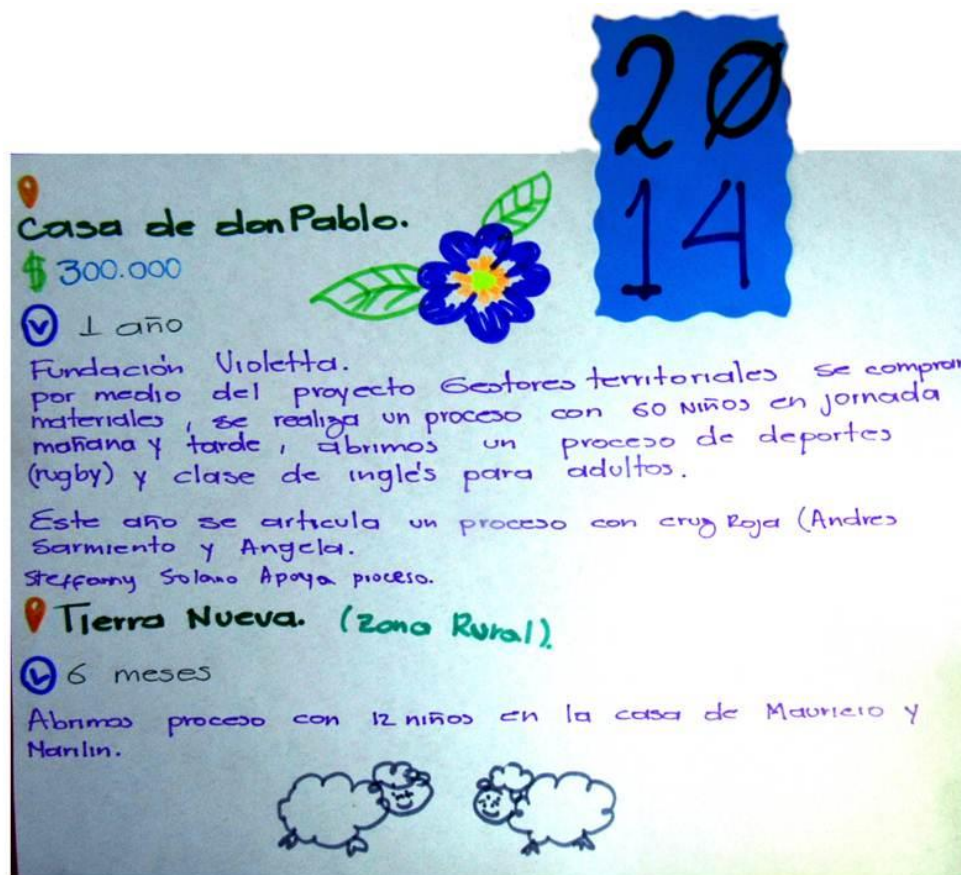 20
14
Casa de don Pablo.
$ 300.000
1 año
Fundación Violetta.
por medio del proyecto Gestores territoriales se compran
materiales, se realiza un proceso con 60 Niños en jornada
mañana y tarde, abrimos un proceso de deportes
(rugby) y clase de inglés para adultos.
Este año se articula un proceso con cruz Roja (Andres
Sarmiento y Angela.
Steffanny Solano Apoya proceso.
Tierra Nueva. (Zona Rural).
6 meses
Abrimos proceso con 12 niños en la casa de Mauricio y
Marilin.